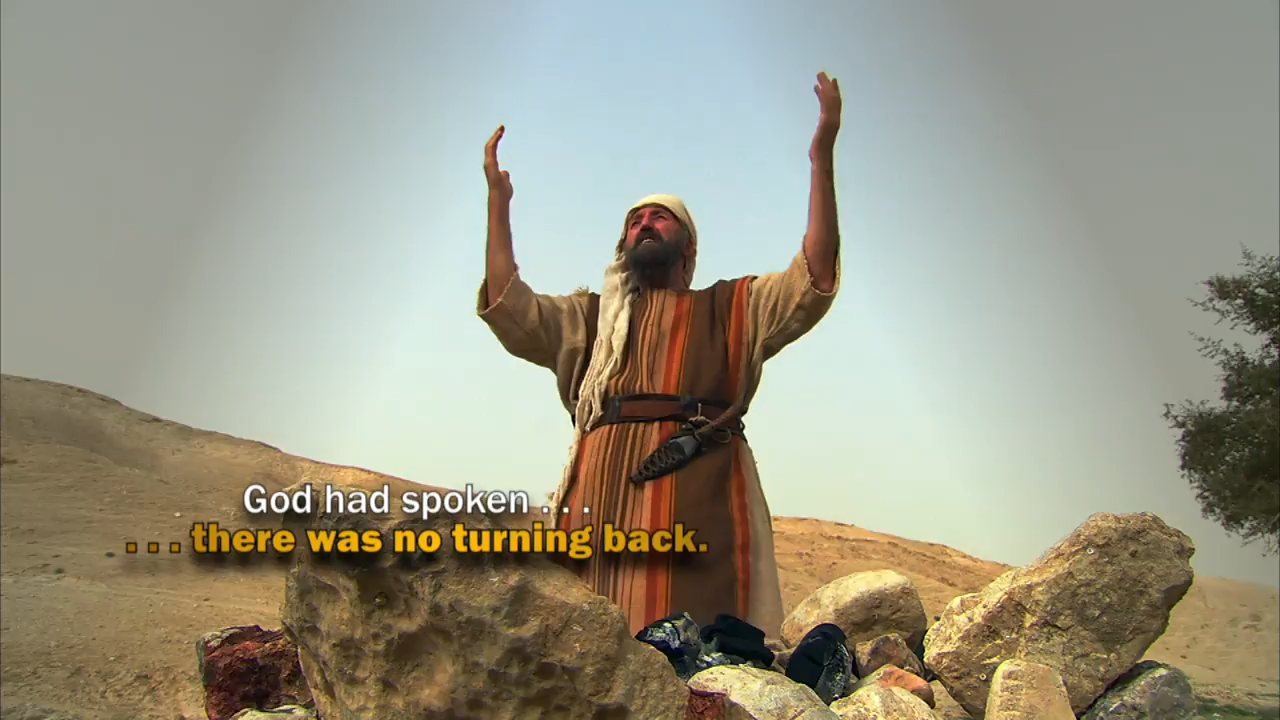 God had spoken . . .
. . . there was no turning back.